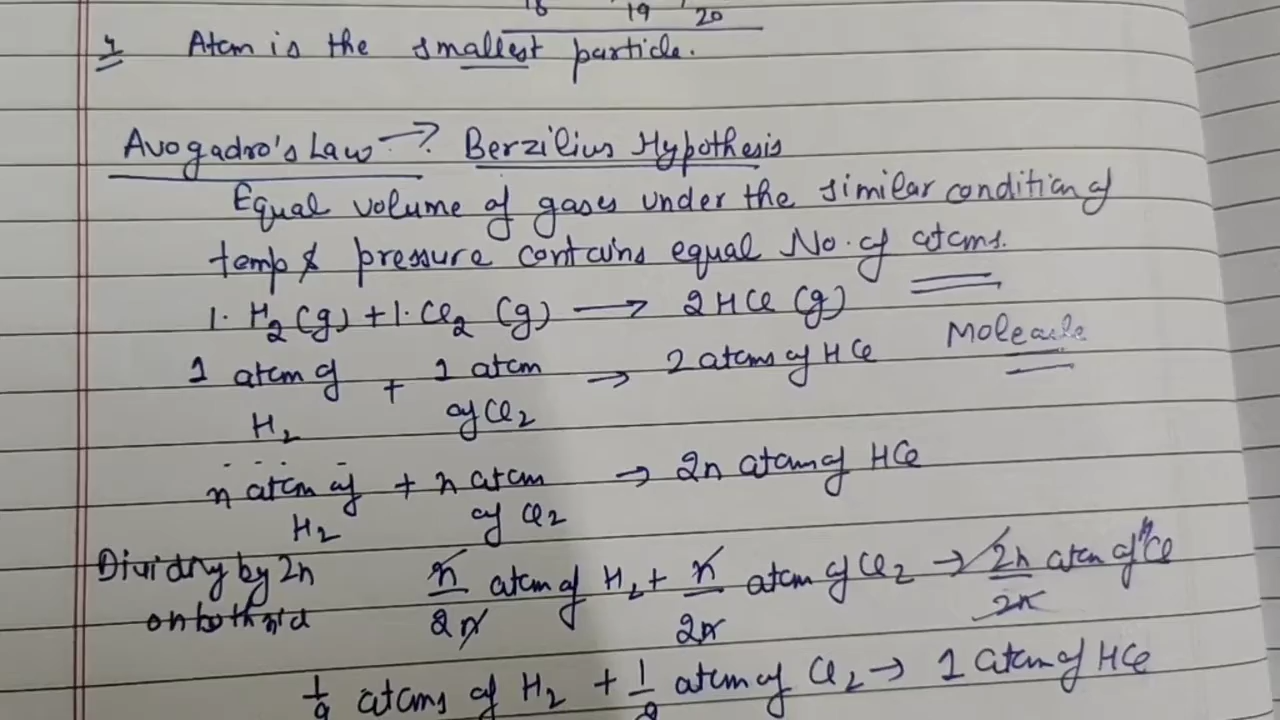 18 19 20
4 Atom is the smallest particle.
Avogadro's Law → ? Berzilius Hypothesis
Equal volume of gases under the similar condition of
temp & pressure contains equal No. of atoms.
1. H₂ (g) + 1. Cl₂ (g) → 2 HCl (g)
Molecule
1 atom of H₂ + 1 atom of Cl₂ → 2 atoms of HCl
n atom of H₂ + n atom of Cl₂ → 2n atom of HCl
Dividing by 2n n/2n atom of H₂ + n/2n atom of Cl₂ → 2n/2n atom of HCl
on both
1/2 atoms of H₂ + 1/2 atom of Cl₂ → 1 atom of HCl